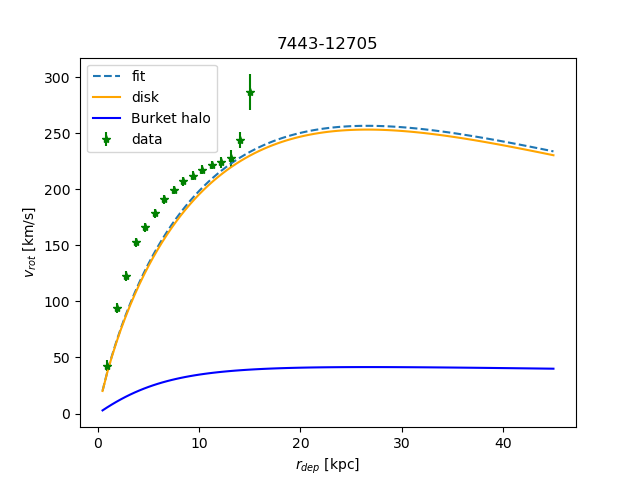 7443-12705
fit
disk
Burket halo
data
300
250
200
150
100
50
0
v_rot [km/s]
0 10 20 30 40
r_dep [kpc]